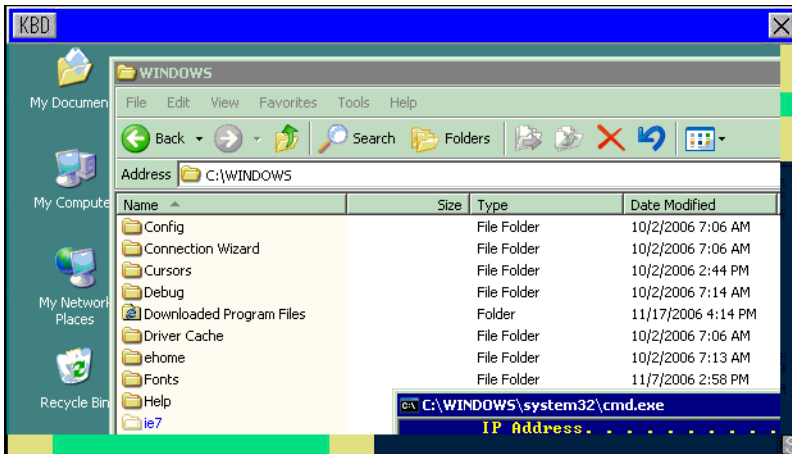 KBD
WINDOWS
My Documen
File Edit View Favorites Tools Help
Back Search Folders
Address C:\WINDOWS
My Compute
Name Size Type Date Modified
Config File Folder 10/2/2006 7:06 AM
Connection Wizard File Folder 10/2/2006 7:06 AM
Cursors File Folder 10/2/2006 2:44 PM
Debug File Folder 10/2/2006 7:14 AM
My Network Places
Downloaded Program Files Folder 11/17/2006 4:14 PM
Driver Cache File Folder 10/2/2006 7:06 AM
ehome File Folder 10/2/2006 7:13 AM
Fonts File Folder 11/7/2006 2:58 PM
Recycle Bin
Help
C:\WINDOWS\system32\cmd.exe
ie7
IP Address. . . . . . . . . .